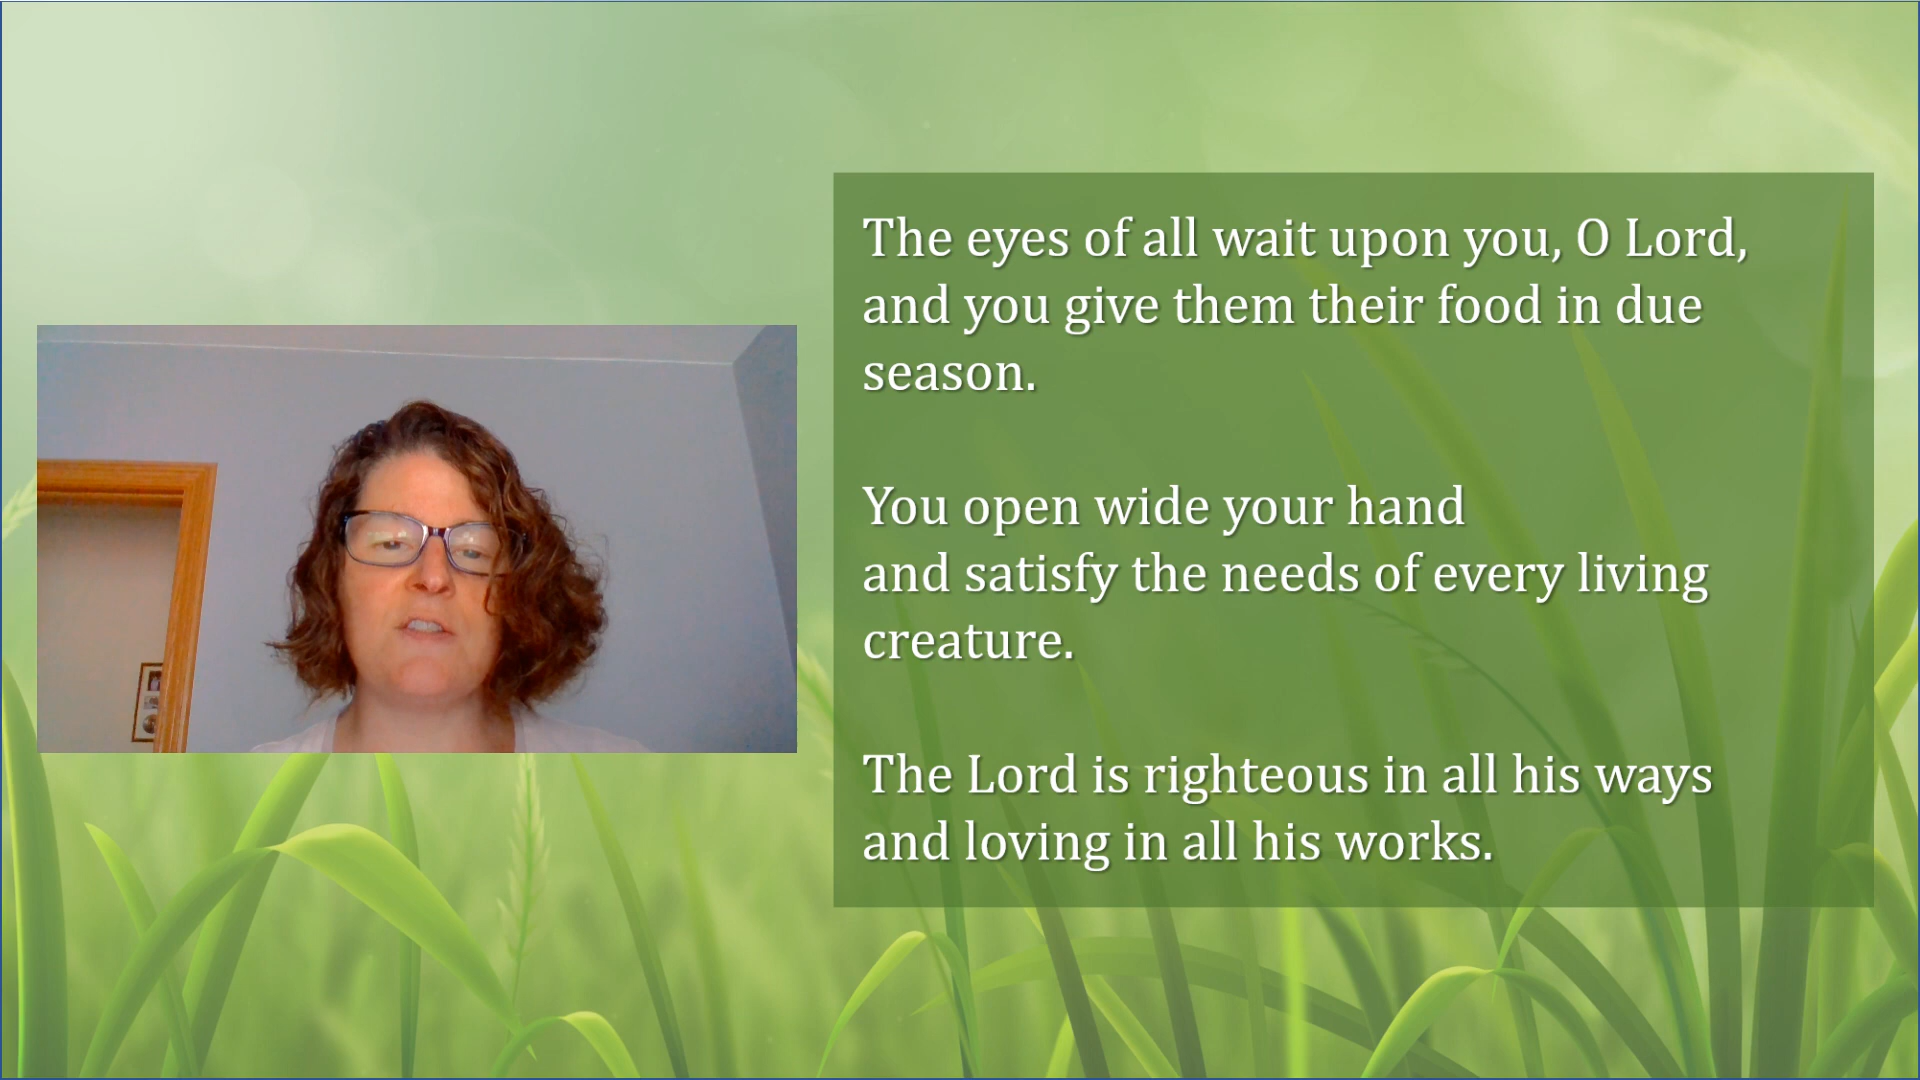 The eyes of all wait upon you, O Lord,
and you give them their food in due
season.
You open wide your hand
and satisfy the needs of every living
creature.
The Lord is righteous in all his ways
and loving in all his works.